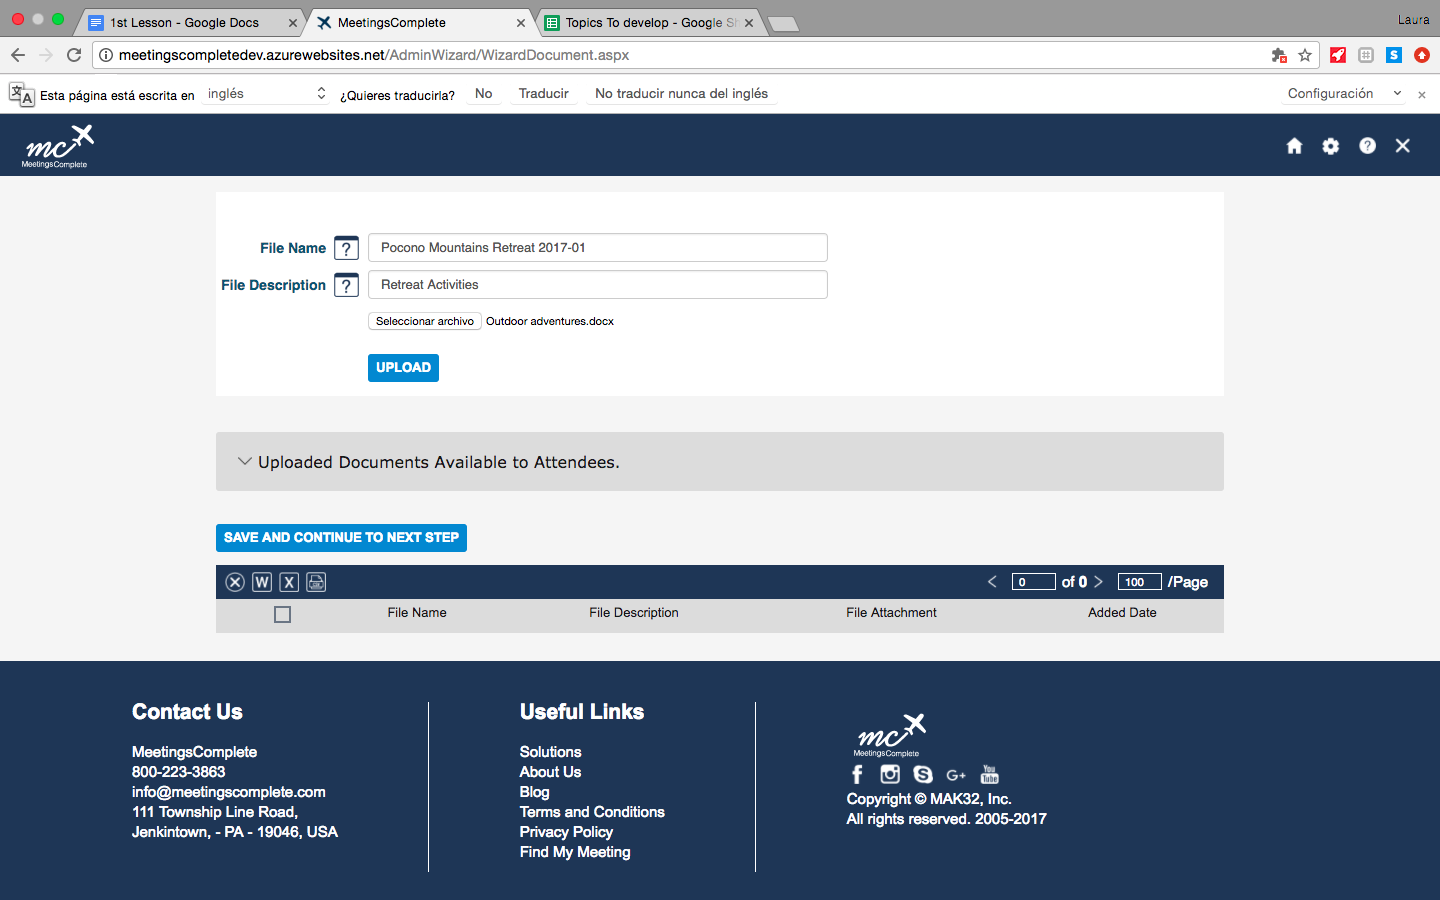 1st Lesson - Google Docs
MeetingsComplete
Topics To develop - Google Sh
Laura
meetingscompletedev.azurewebsites.net/AdminWizard/WizardDocument.aspx
Esta página está escrita en inglés ¿Quieres traducirla? No Traducir No traducir nunca del inglés Configuración
mc
MeetingsComplete
File Name ? Pocono Mountains Retreat 2017-01
File Description ? Retreat Activities
Seleccionar archivo Outdoor adventures.docx
UPLOAD
Uploaded Documents Available to Attendees.
SAVE AND CONTINUE TO NEXT STEP
W X 0 of 0 100 /Page
File Name File Description File Attachment Added Date
Contact Us
MeetingsComplete
800-223-3863
info@meetingscomplete.com
111 Township Line Road,
Jenkintown, - PA - 19046, USA
Useful Links
Solutions
About Us
Blog
Terms and Conditions
Privacy Policy
Find My Meeting
mc
MeetingsComplete
f S G+ You Tube
Copyright © MAK32, Inc.
All rights reserved. 2005-2017